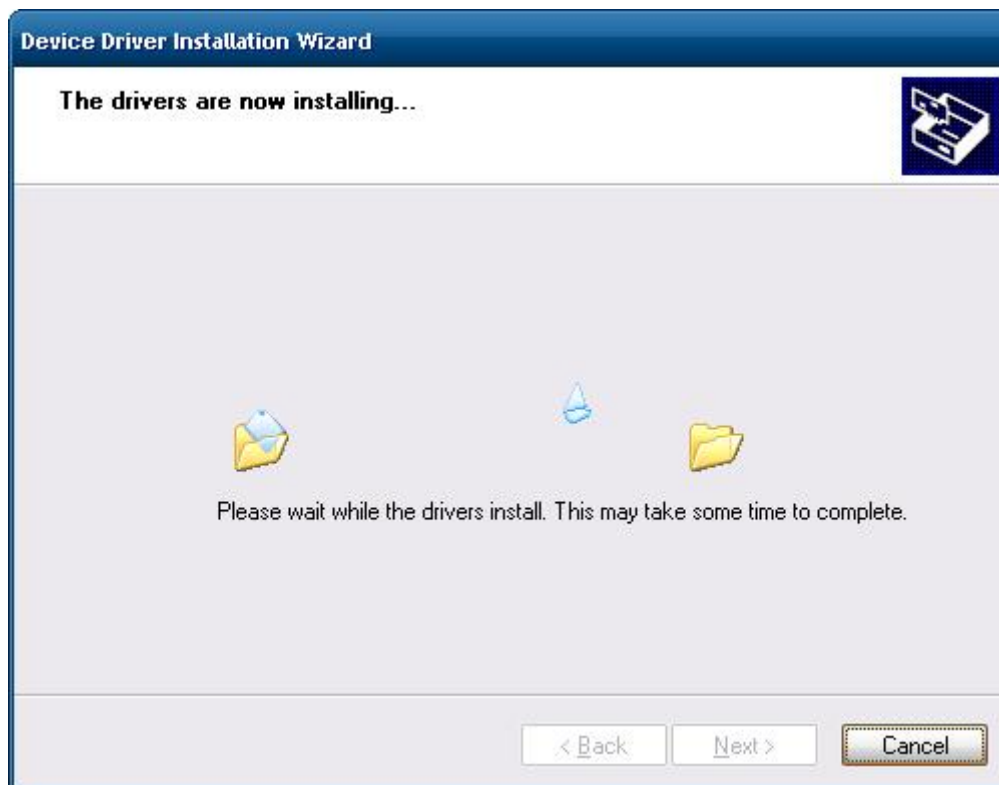 Device Driver Installation Wizard
The drivers are now installing...
Please wait while the drivers install. This may take some time to complete.
< Back
Next >
Cancel